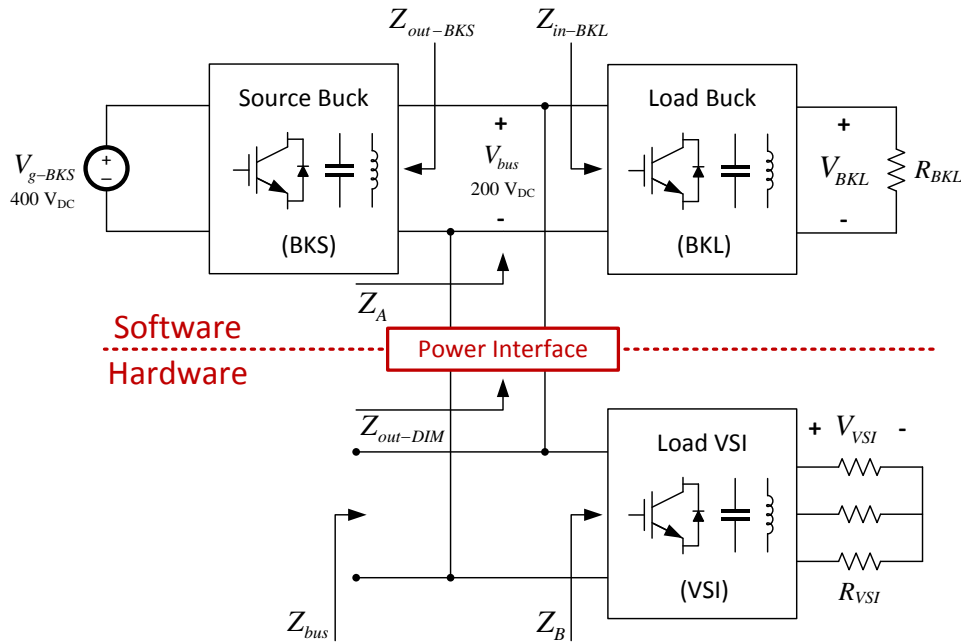 Z_{out-BKS}
Z_{in-BKL}
Source Buck
Load Buck
+
-
V_{g-BKS}
400 V_{DC}
+
V_{bus}
200 V_{DC}
-
+
V_{BKL}
-
R_{BKL}
(BKS)
(BKL)
Z_A
Software
Power Interface
Hardware
Z_{out-DIM}
Load VSI
+ V_{VSI} -
(VSI)
R_{VSI}
Z_{bus}
Z_B